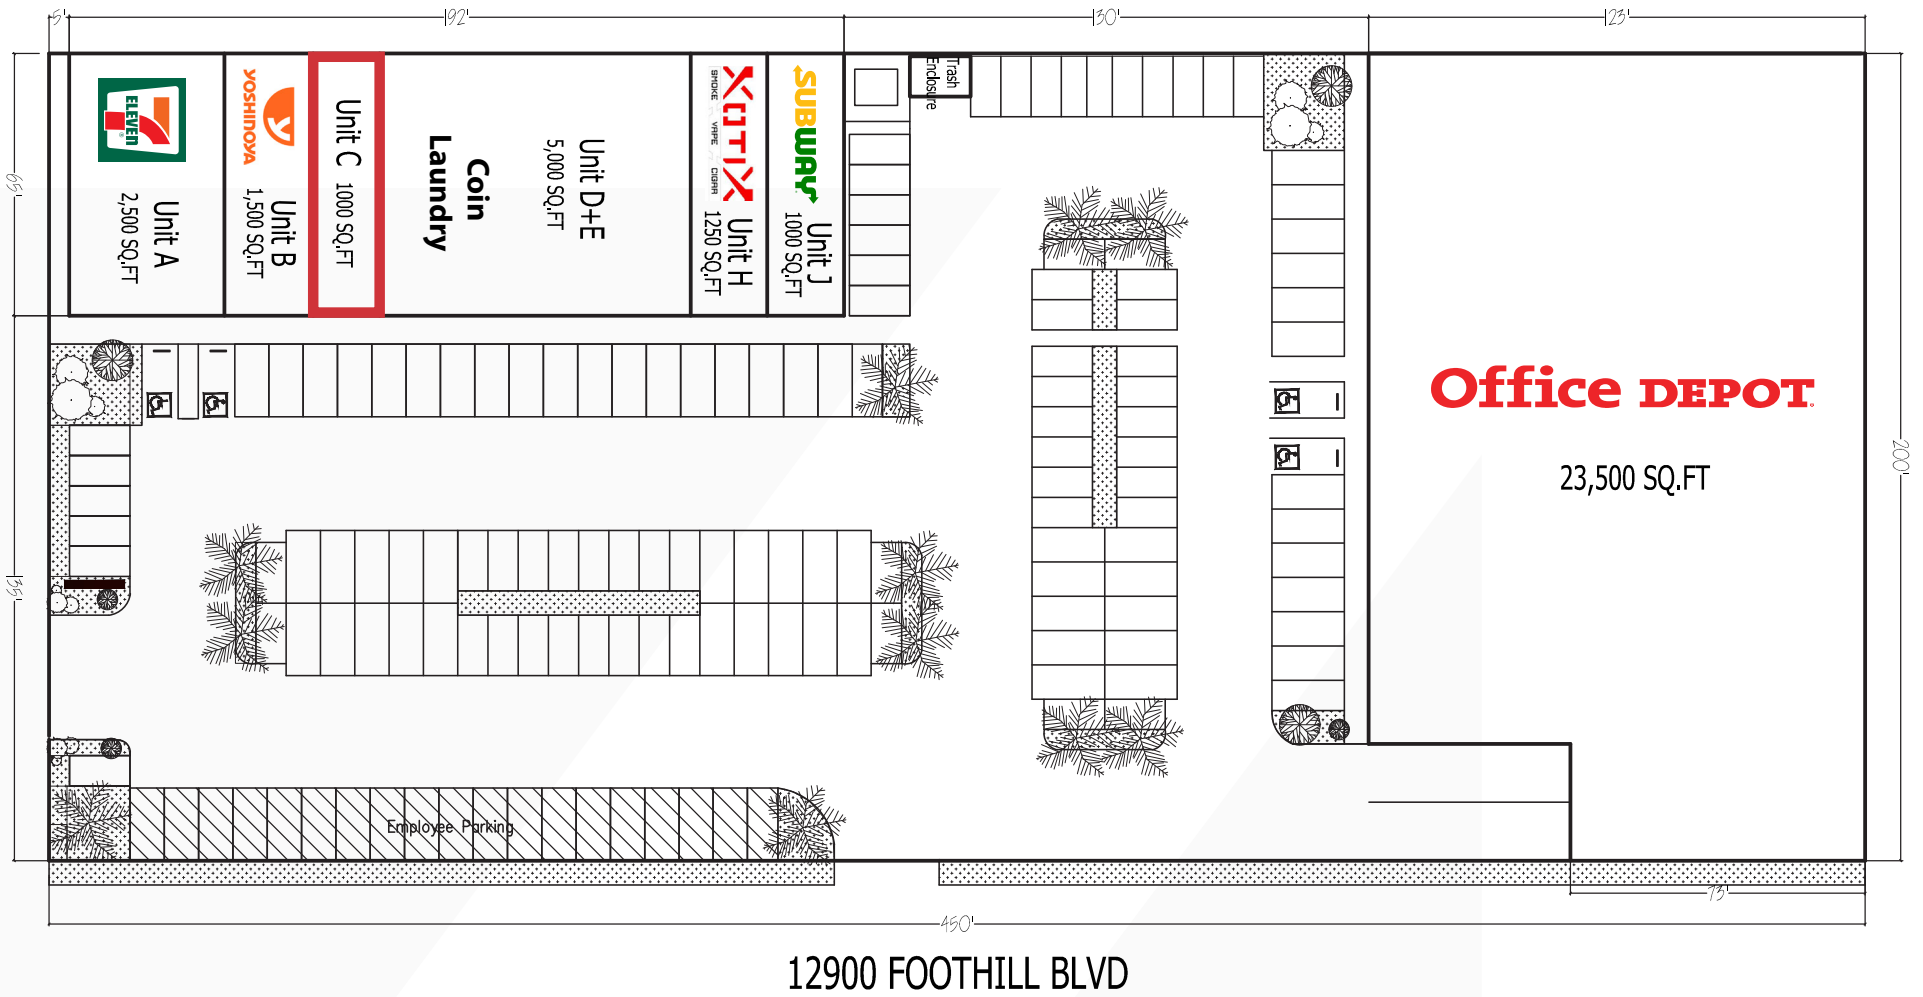 5'
192'
130'
123'
65'
135'
200'
7
ELEVEN
Unit A
2,500 SQ.FT
YOSHINOYA
Unit B
1,500 SQ.FT
Unit C
1000 SQ.FT
Coin
Laundry
Unit D+E
5,000 SQ.FT
XOTIX
SMOKE VAPE CIGAR
Unit H
1250 SQ.FT
SUBWAY
Unit J
1000 SQ.FT
Trash
Enclosure
Office DEPOT
23,500 SQ.FT
Employee Parking
73'
450'
12900 FOOTHILL BLVD